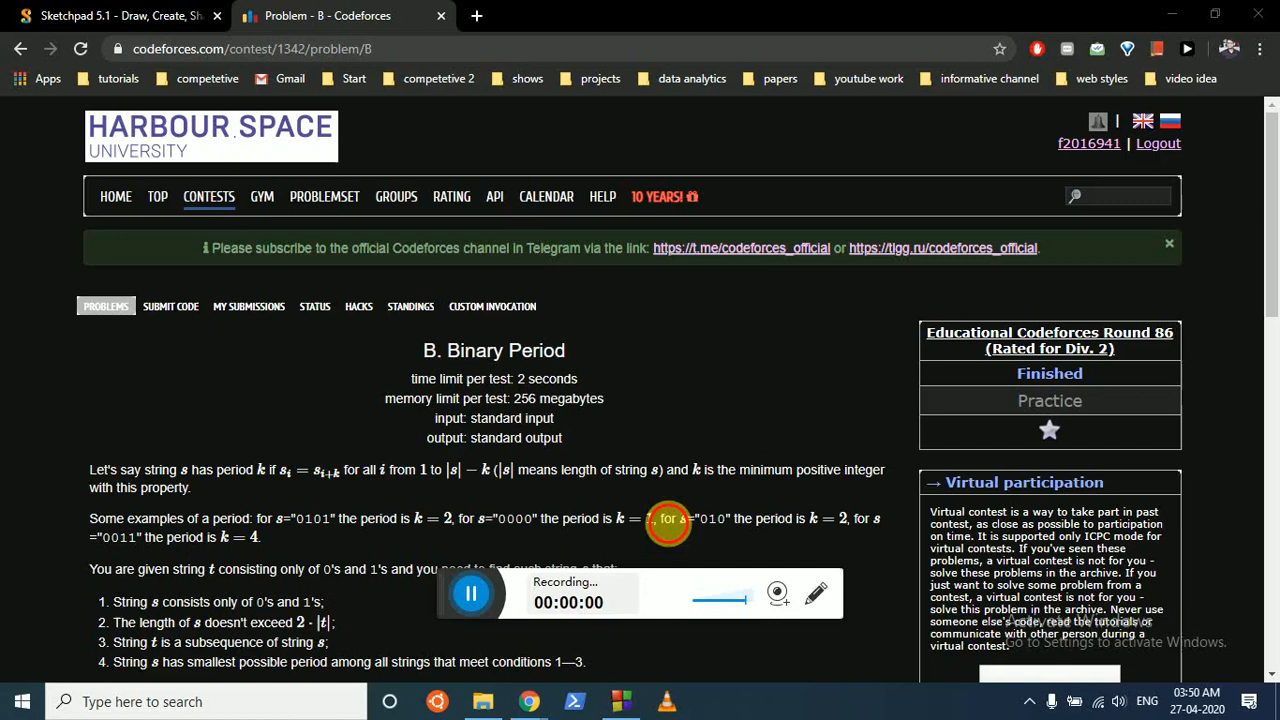 Sketchpad 5.1 - Draw, Create, Sh
Problem - B - Codeforces
codeforces.com/contest/1342/problem/B
Apps tutorials competetive Gmail Start competetive 2 shows projects data analytics papers youtube work informative channel web styles video idea
HARBOUR.SPACE
UNIVERSITY
f2016941 | Logout
HOME TOP CONTESTS GYM PROBLEMSET GROUPS RATING API CALENDAR HELP 10 YEARS!
Please subscribe to the official Codeforces channel in Telegram via the link: https://t.me/codeforces_official or https://tlgg.ru/codeforces_official.
PROBLEMS SUBMIT CODE MY SUBMISSIONS STATUS HACKS STANDINGS CUSTOM INVOCATION
B. Binary Period
time limit per test: 2 seconds
memory limit per test: 256 megabytes
input: standard input
output: standard output
Let's say string s has period k if s_i = s_{i+k} for all i from 1 to |s| − k (|s| means length of string s) and k is the minimum positive integer
with this property.
Some examples of a period: for s="0101" the period is k = 2, for s="0000" the period is k = 1, for s="010" the period is k = 2, for s
="0011" the period is k = 4.
You are given string t consisting only of 0's and 1's and you need to find such string s that:
1. String s consists only of 0's and 1's;
2. The length of s doesn't exceed 2 · |t|;
3. String t is a subsequence of string s;
4. String s has smallest possible period among all strings that meet conditions 1—3.
Educational Codeforces Round 86
(Rated for Div. 2)
Finished
Practice
→ Virtual participation
Virtual contest is a way to take part in past
contest, as close as possible to participation
on time. It is supported only ICPC mode for
virtual contests. If you've seen these
problems, a virtual contest is not for you -
solve these problems in the archive. If you
just want to solve some problem from a
contest, a virtual contest is not for you -
solve this problem in the archive. Never use
someone else's code, read the tutorials or
communicate with other person during a
virtual contest.
Activate Windows
Go to Settings to activate Windows.
Recording...
00:00:00
Type here to search
ENG
03:50 AM
27-04-2020